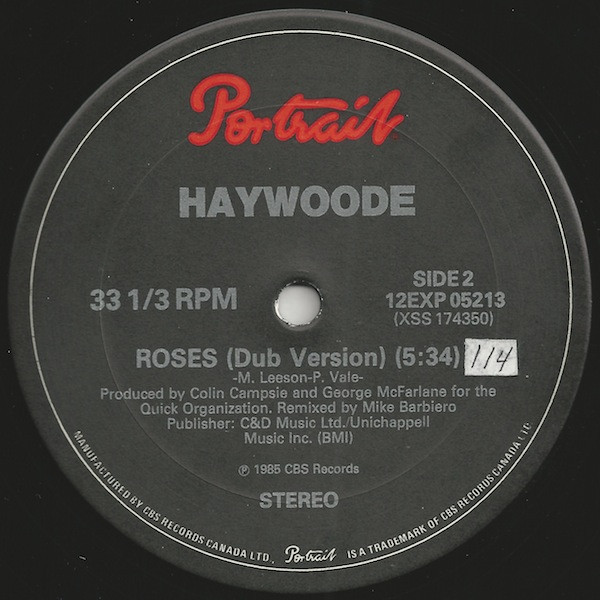 Portrait
HAYWOODE
33 1/3 RPM
SIDE 2
12EXP 05213
(XSS 174350)
ROSES (Dub Version) (5:34) 114
-M. Leeson-P. Vale-
Produced by Colin Campsie and George McFarlane for the
Quick Organization. Remixed by Mike Barbiero
Publisher: C&D Music Ltd./Unichappell
Music Inc. (BMI)
℗ 1985 CBS Records
STEREO
MANUFACTURED BY CBS RECORDS CANADA LTD. Portrait IS A TRADEMARK OF CBS RECORDS CANADA LTD.